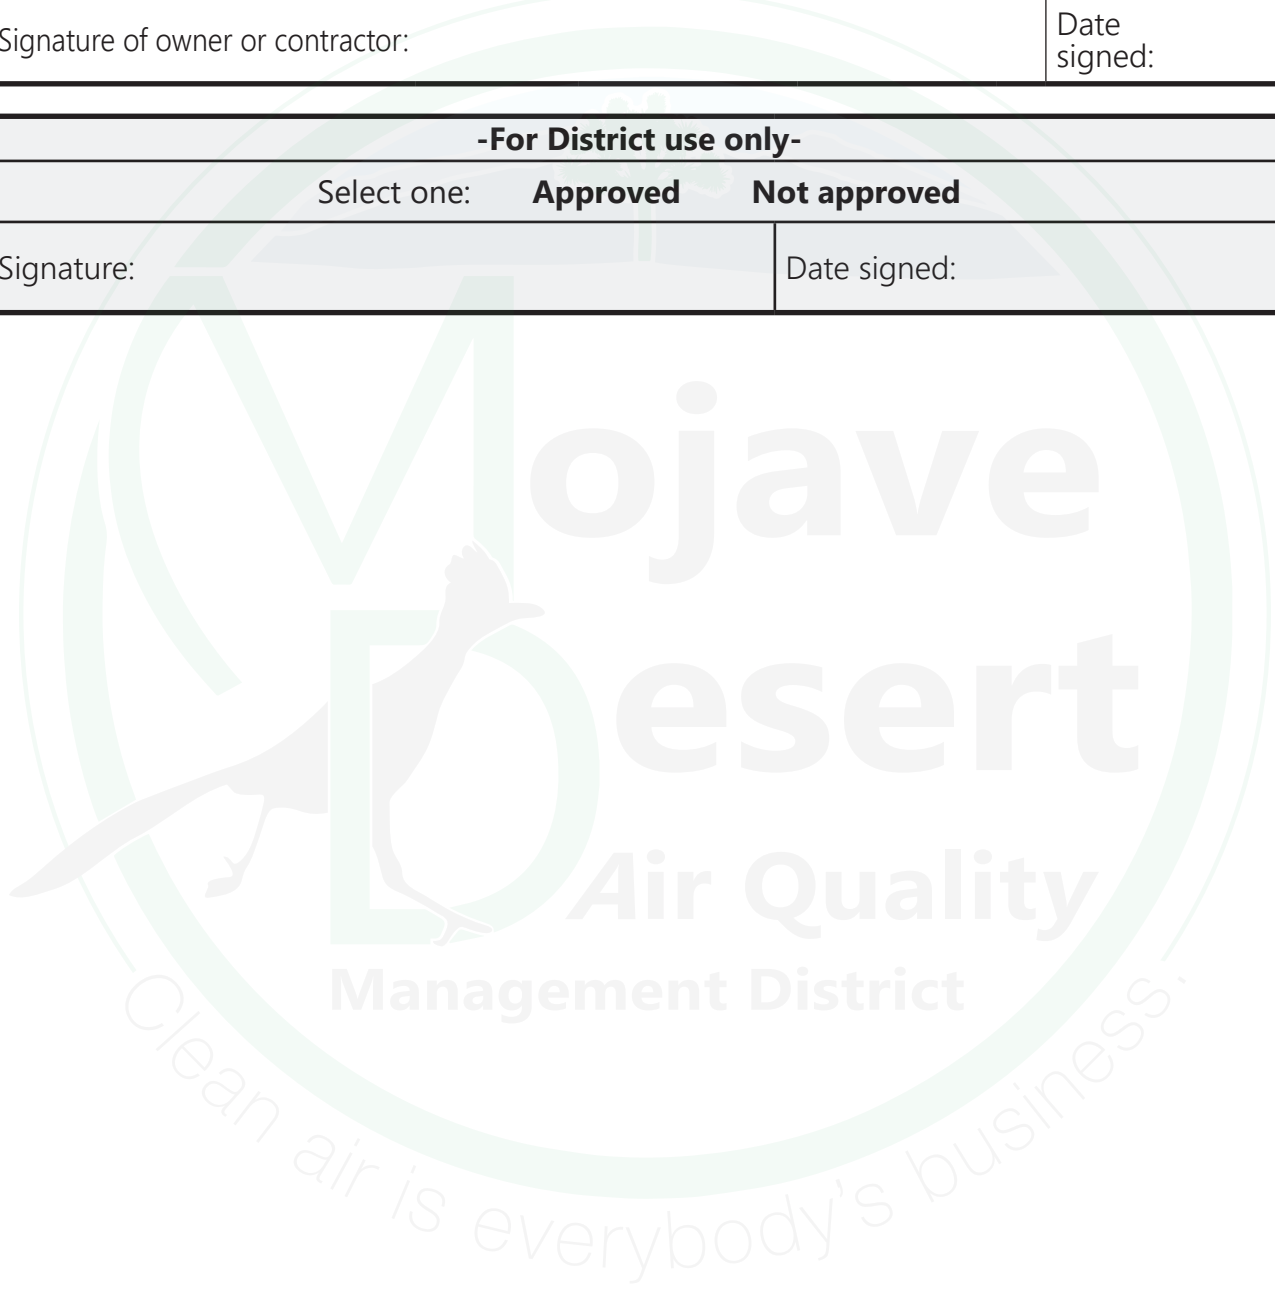 Signature of owner or contractor:
Date
signed:
-For District use only-
Select one: Approved Not approved
Signature:
Date signed:
Mojave
Desert
Air Quality
Management District
Clean air is everybody's business.